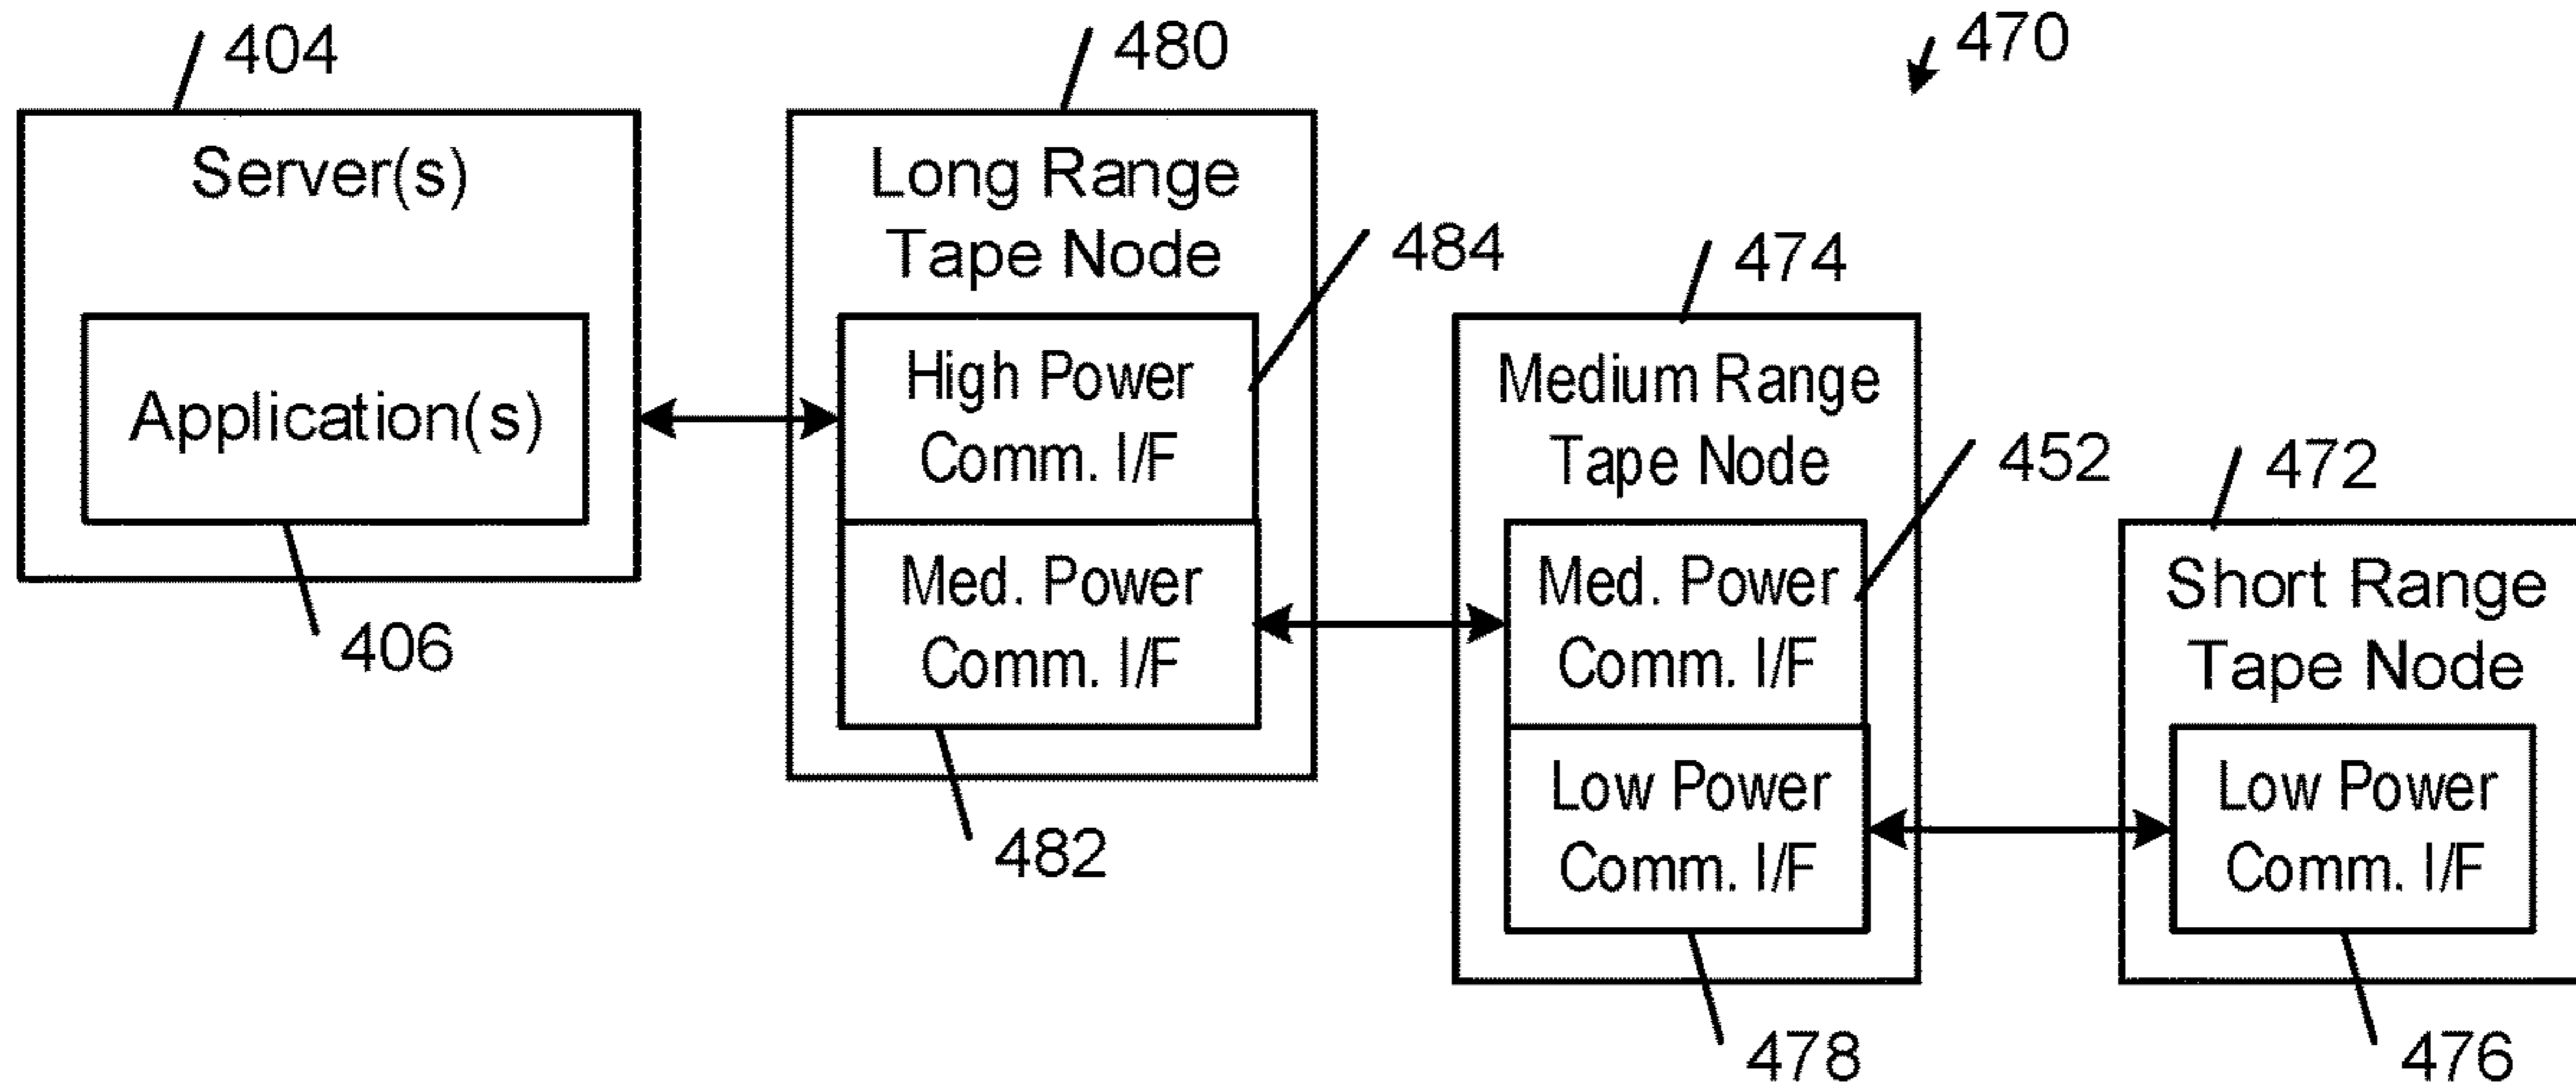 404
480
470
Server(s)
Long Range
Tape Node
484
474
High Power
Comm. I/F
Medium Range
Tape Node
452
472
Application(s)
406
Med. Power
Comm. I/F
482
Med. Power
Comm. I/F
Short Range
Tape Node
Low Power
Comm. I/F
478
Low Power
Comm. I/F
476